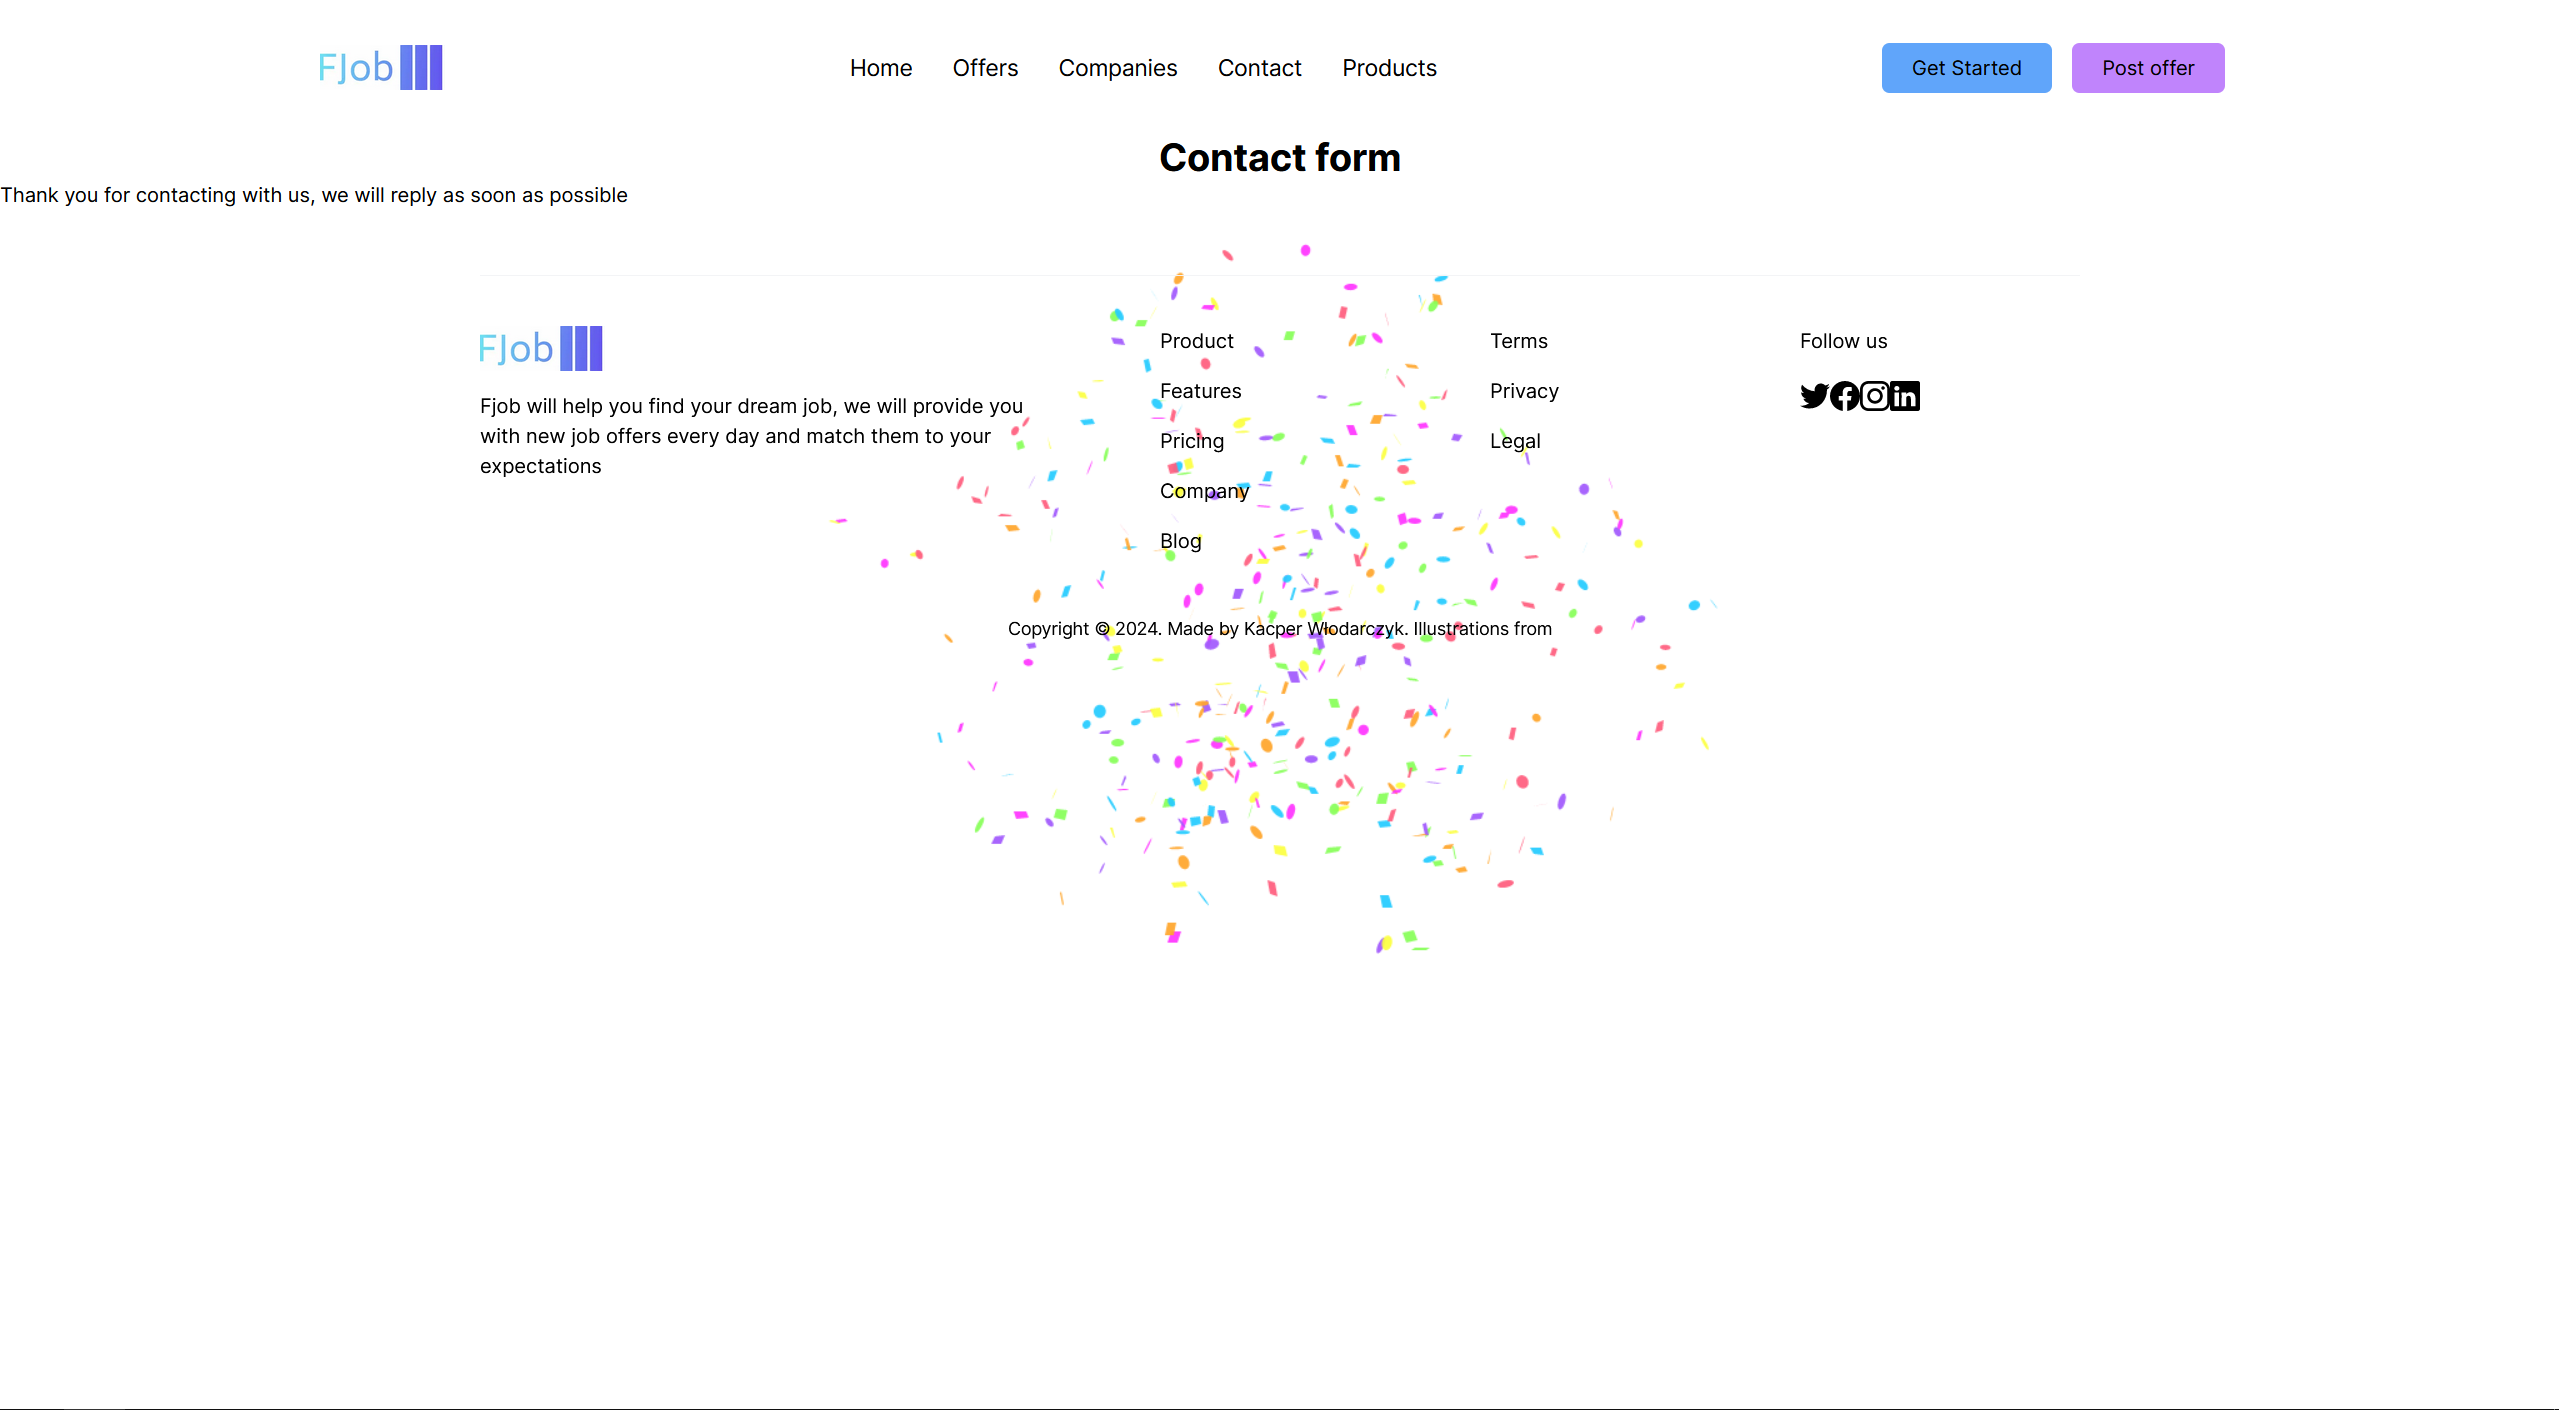 FJob
Home Offers Companies Contact Products
Get Started Post offer
Contact form
Thank you for contacting with us, we will reply as soon as possible
FJob
Fjob will help you find your dream job, we will provide you
with new job offers every day and match them to your
expectations
Product
Features
Pricing
Company
Blog
Terms
Privacy
Legal
Follow us
in
Copyright © 2024. Made by Kacper Włodarczyk. Illustrations from